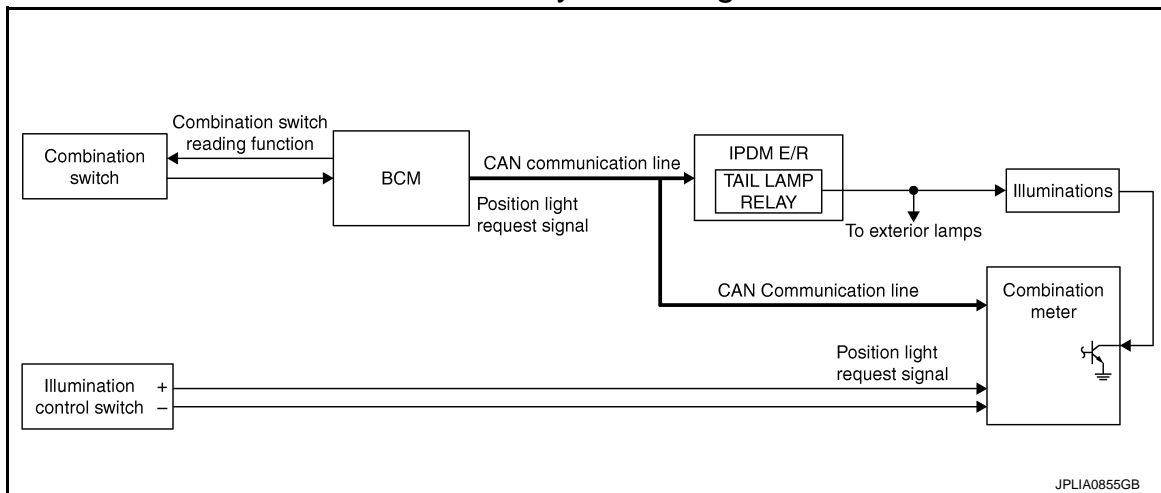 Combination switch
reading function
Combination
switch
BCM
CAN communication line
Position light
request signal
IPDM E/R
TAIL LAMP
RELAY
Illuminations
To exterior lamps
CAN Communication line
Combination
meter
Position light
request signal
Illumination
control switch
+
–
JPLIA0855GB